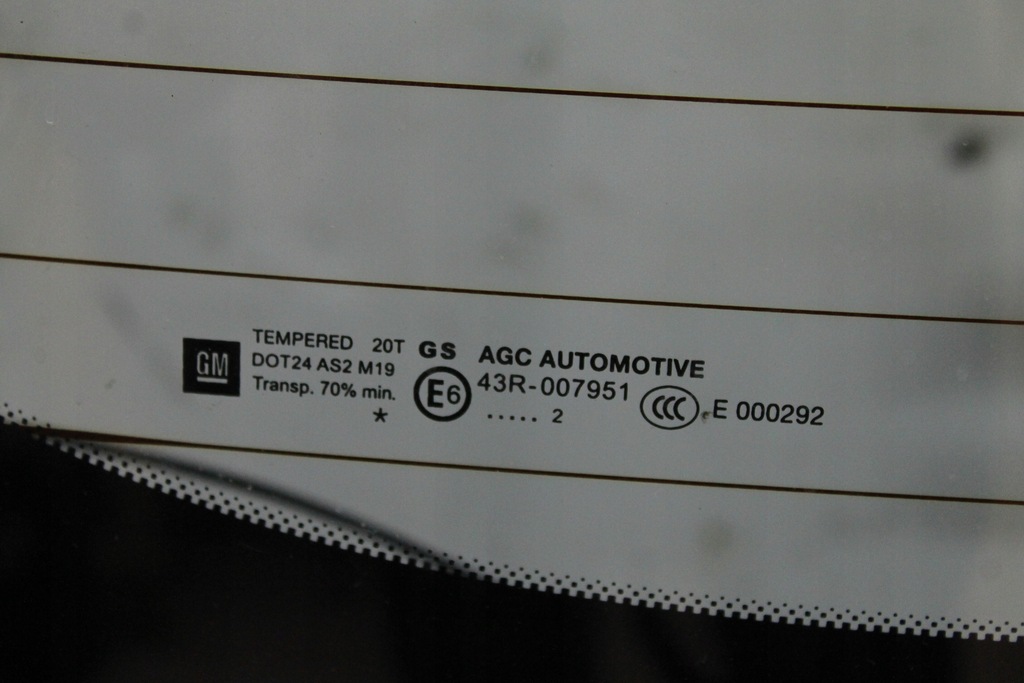 GM
TEMPERED 20T
DOT24 AS2 M19
Transp. 70% min.
*
GS AGC AUTOMOTIVE
E6 43R-007951
..... 2
CCC E 000292